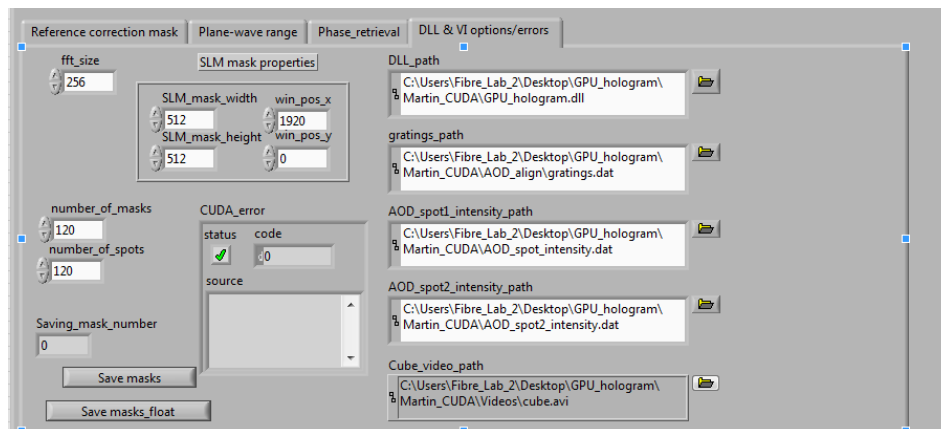 Reference correction mask
Plane-wave range
Phase_retrieval
DLL & VI options/errors
fft_size
256
SLM mask properties
SLM_mask_width
win_pos_x
512
1920
SLM_mask_height
win_pos_y
512
0
number_of_masks
120
number_of_spots
120
CUDA_error
status
code
0
source
Saving_mask_number
0
Save masks
Save masks_float
DLL_path
C:\Users\Fibre_Lab_2\Desktop\GPU_hologram\
Martin_CUDA\GPU_hologram.dll
gratings_path
C:\Users\Fibre_Lab_2\Desktop\GPU_hologram\
Martin_CUDA\AOD_align\gratings.dat
AOD_spot1_intensity_path
C:\Users\Fibre_Lab_2\Desktop\GPU_hologram\
Martin_CUDA\AOD_spot_intensity.dat
AOD_spot2_intensity_path
C:\Users\Fibre_Lab_2\Desktop\GPU_hologram\
Martin_CUDA\AOD_spot2_intensity.dat
Cube_video_path
C:\Users\Fibre_Lab_2\Desktop\GPU_hologram\
Martin_CUDA\Videos\cube.avi